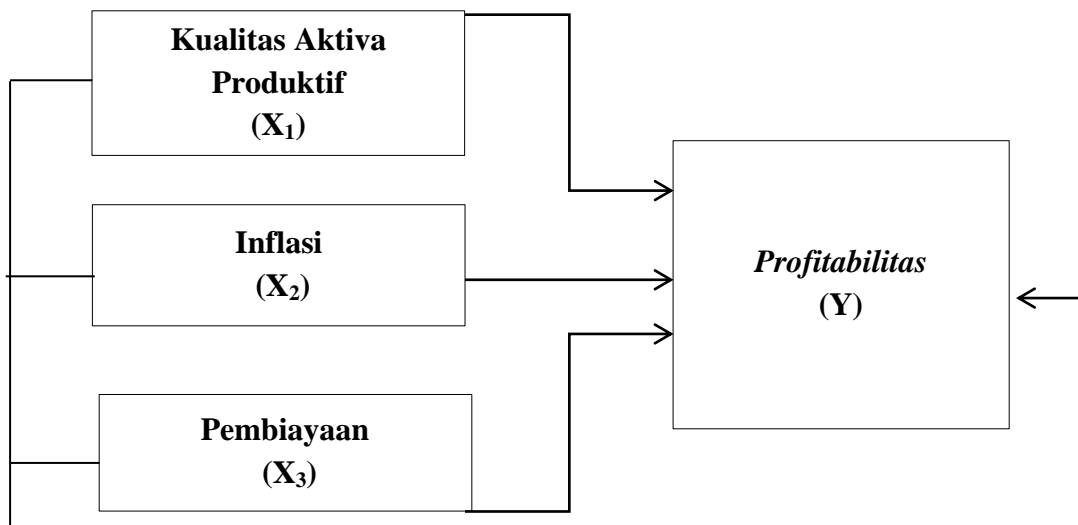 Kualitas Aktiva
Produktif
(X₁)
Inflasi
(X₂)
Pembiayaan
(X₃)
Profitabilitas
(Y)